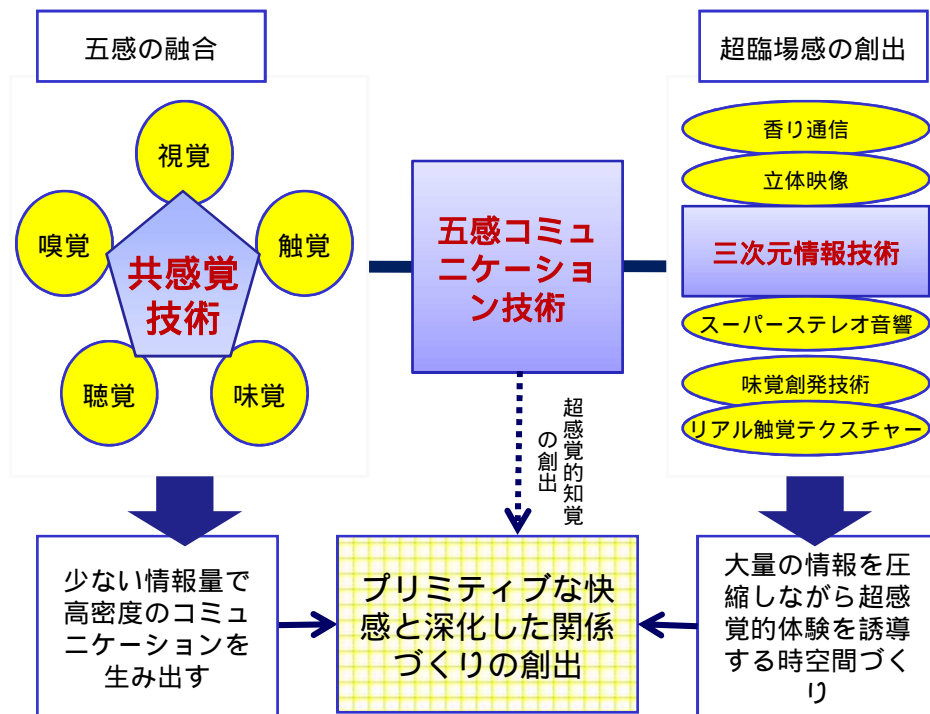 五感の融合
超臨場感の創出
視覚
嗅覚
触覚
共感覚
技術
聴覚
味覚
五感コミュ
ニケーショ
ン技術
香り通信
立体映像
三次元情報技術
スーパーステレオ音響
味覚創発技術
リアル触覚テクスチャー
超感覚的知覚
の創出
少ない情報量で
高密度のコミュ
ニケーションを
生み出す
プリミティブな快
感と深化した関係
づくりの創出
大量の情報を圧
縮しながら超感
覚的体験を誘導
する時空間づく
り